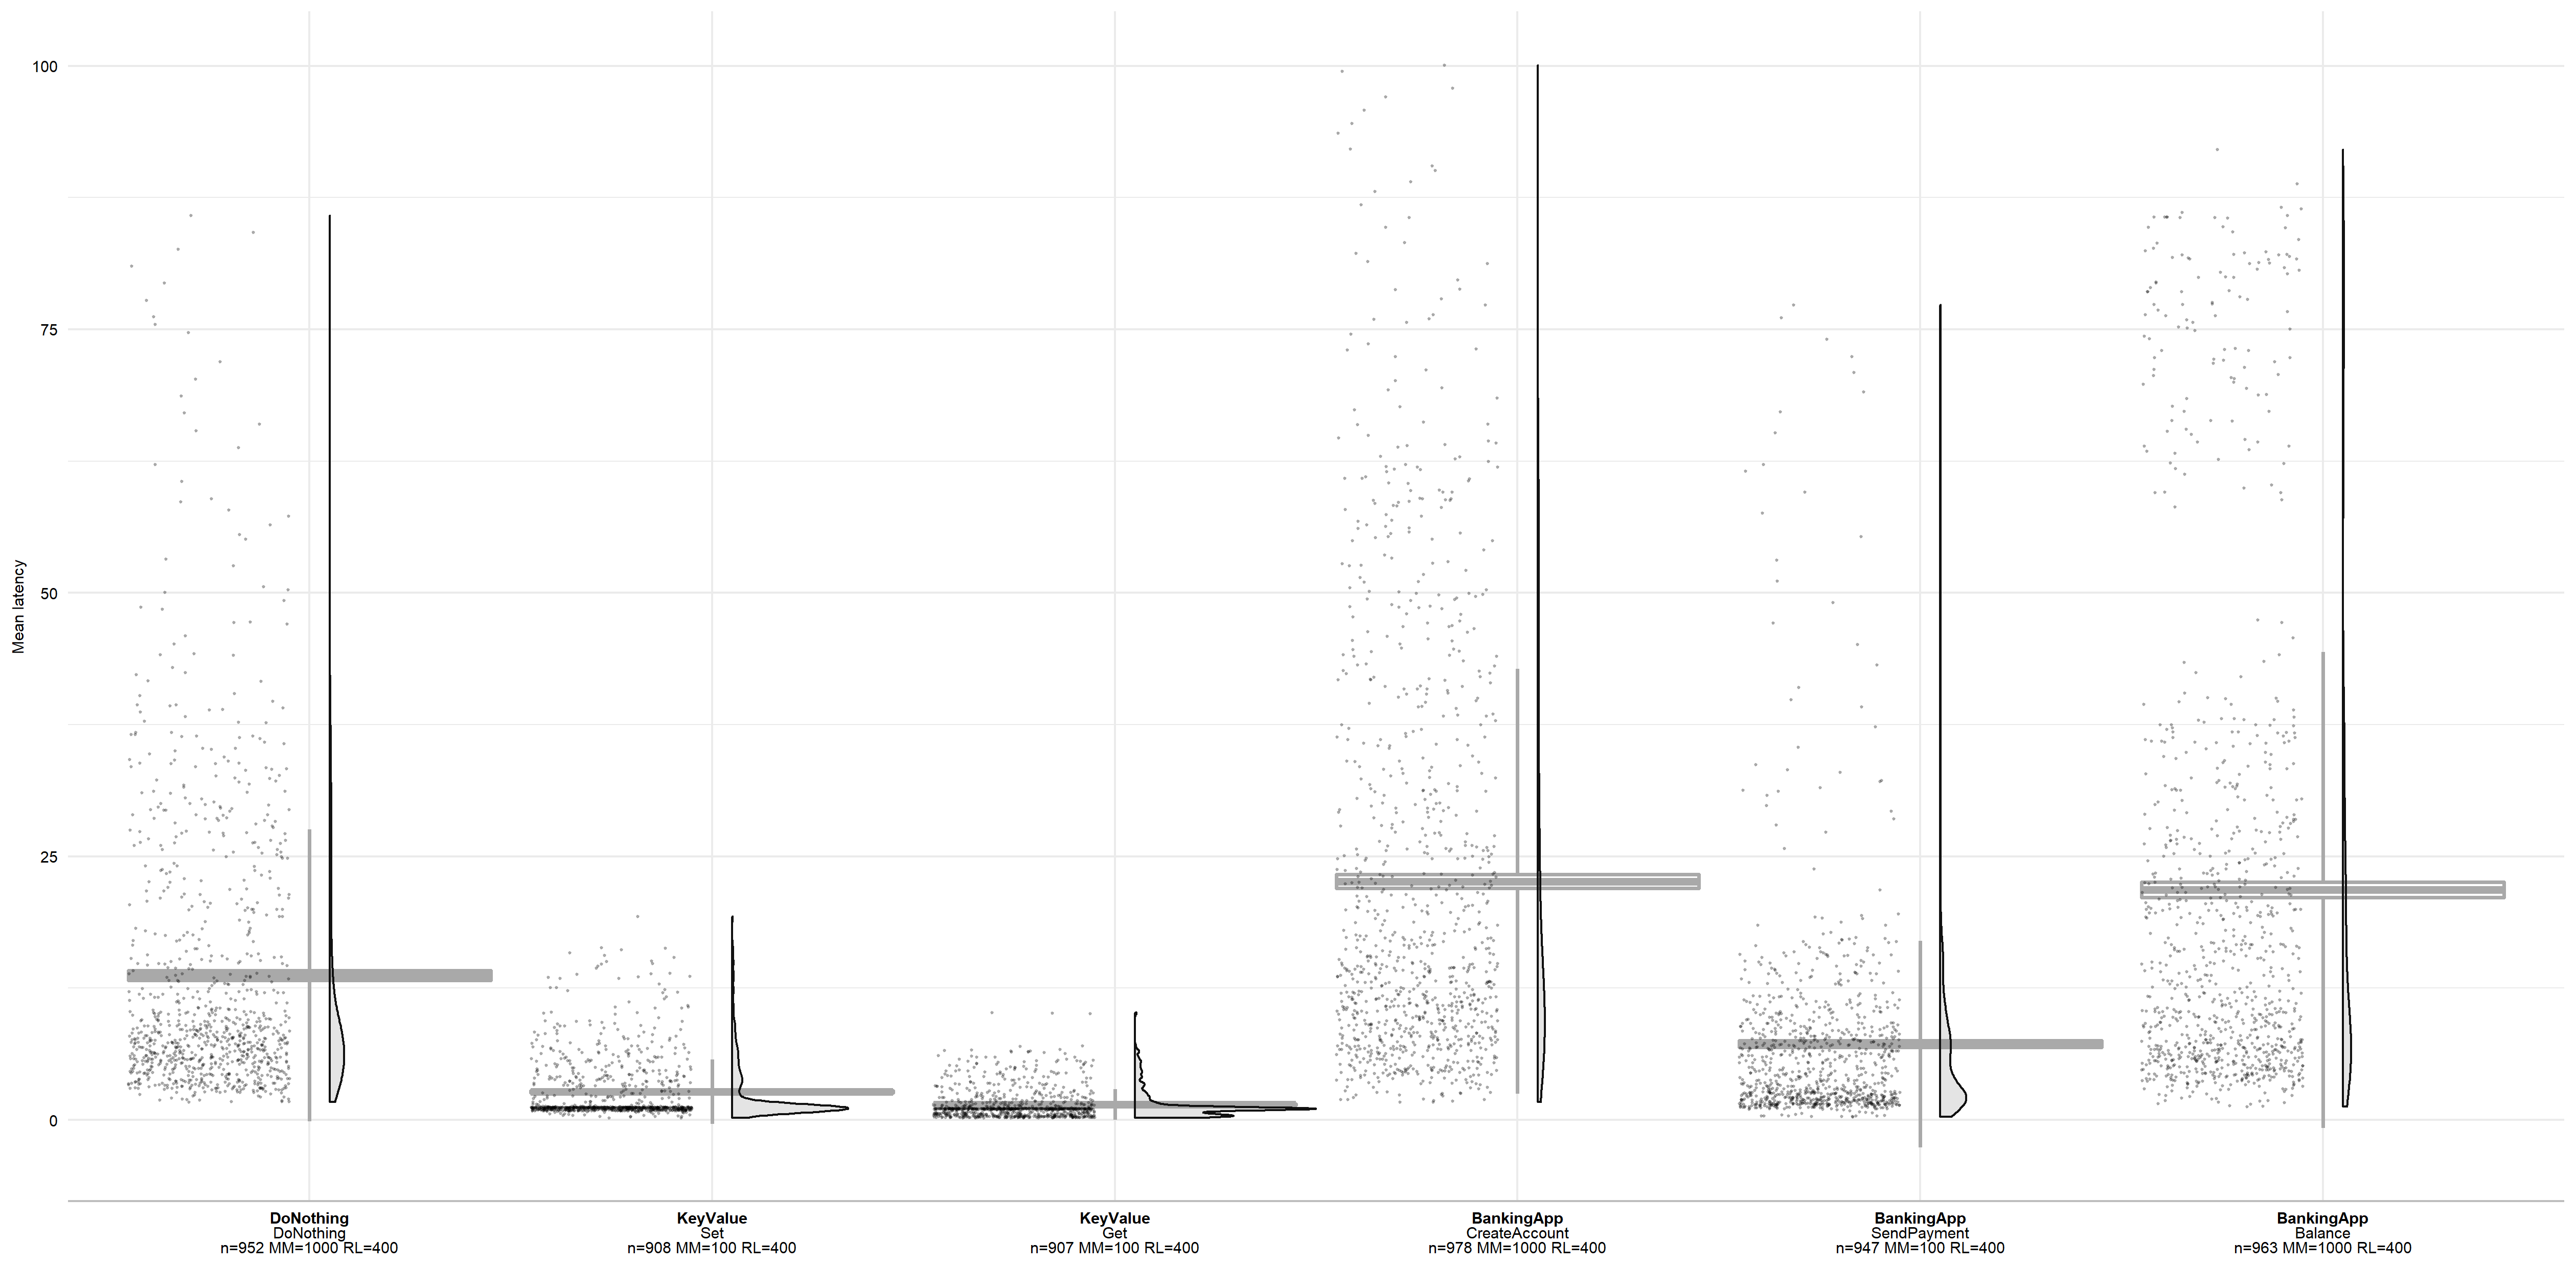 Mean latency
100
75
50
25
0
DoNothing
DoNothing
n=952 MM=1000 RL=400
KeyValue
Set
n=908 MM=100 RL=400
KeyValue
Get
n=907 MM=100 RL=400
BankingApp
CreateAccount
n=978 MM=1000 RL=400
BankingApp
SendPayment
n=947 MM=100 RL=400
BankingApp
Balance
n=963 MM=1000 RL=400